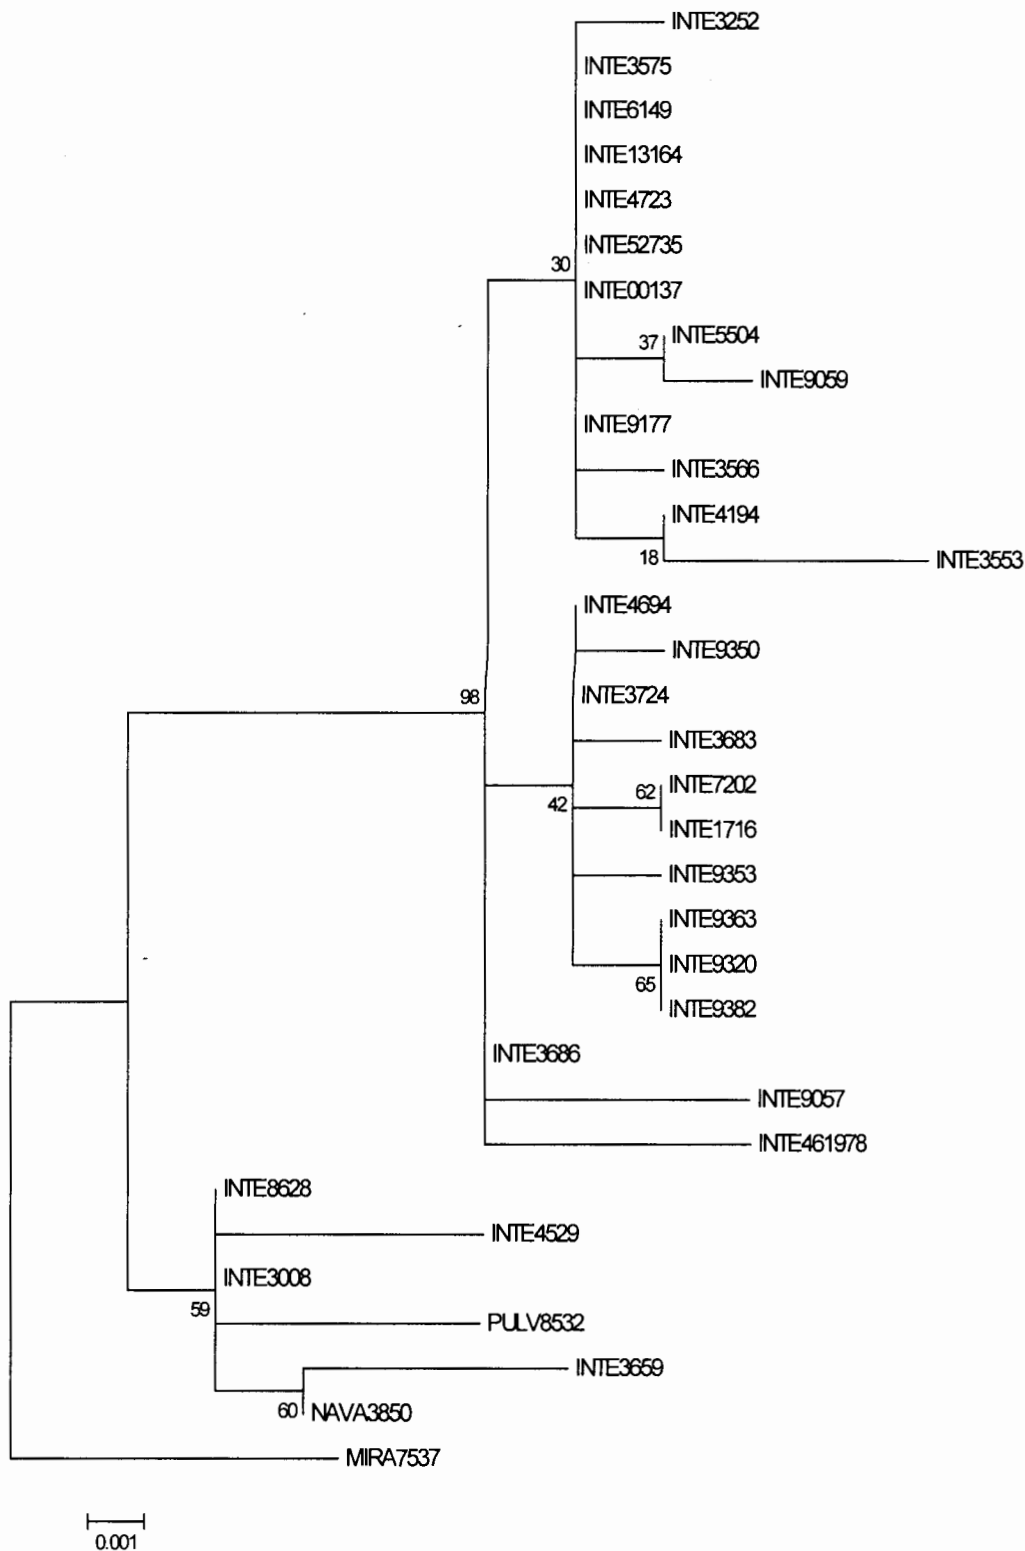 INTE3252
INTE3575
INTE6149
INTE13164
INTE4723
INTE52735
30
INTE00137
INTE5504
37
INTE9059
INTE9177
INTE3566
INTE4194
18
INTE3553
INTE4694
INTE9350
98
INTE3724
INTE3683
INTE7202
62
42
INTE1716
INTE9353
INTE9363
INTE9320
65
INTE9382
INTE3686
INTE9057
INTE461978
INTE8628
INTE4529
INTE3008
59
PULV8532
INTE3659
60
NAVA3850
MIRA7537
0.001